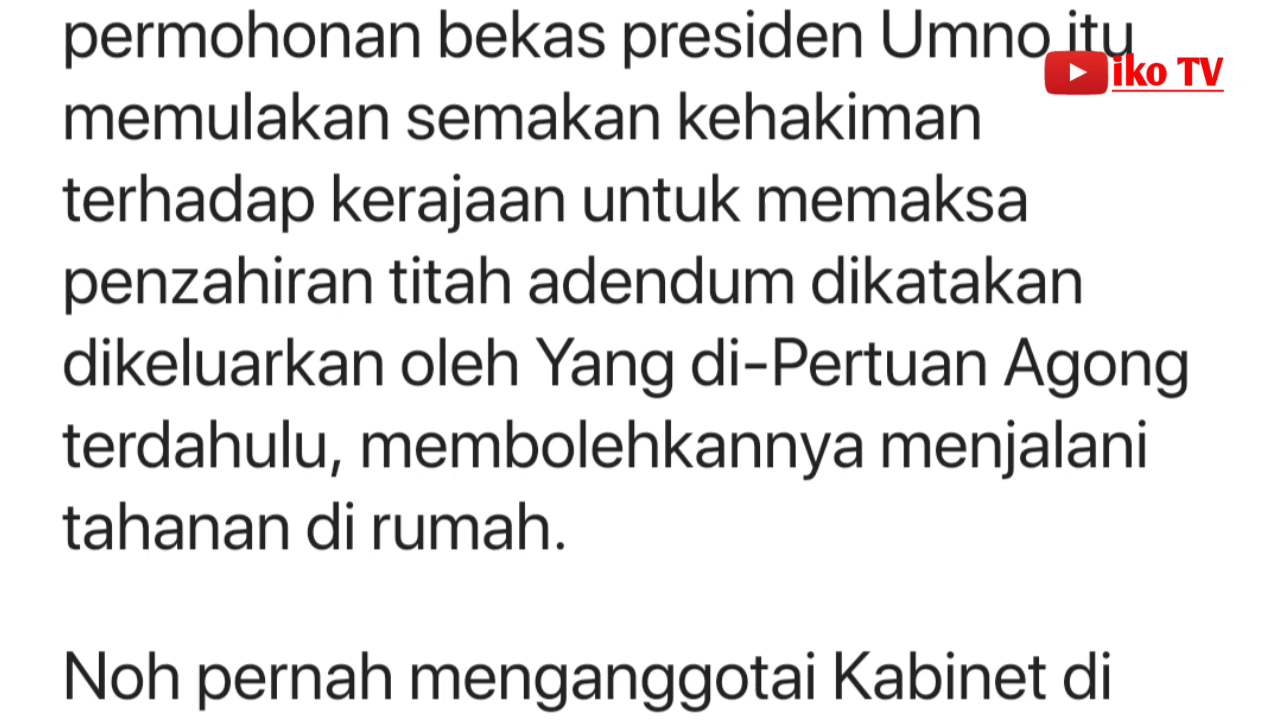 permohonan bekas presiden Umno itu
iko TV
memulakan semakan kehakiman
terhadap kerajaan untuk memaksa
penzahiran titah adendum dikatakan
dikeluarkan oleh Yang di-Pertuan Agong
terdahulu, membolehkannya menjalani
tahanan di rumah.
Noh pernah menganggotai Kabinet di